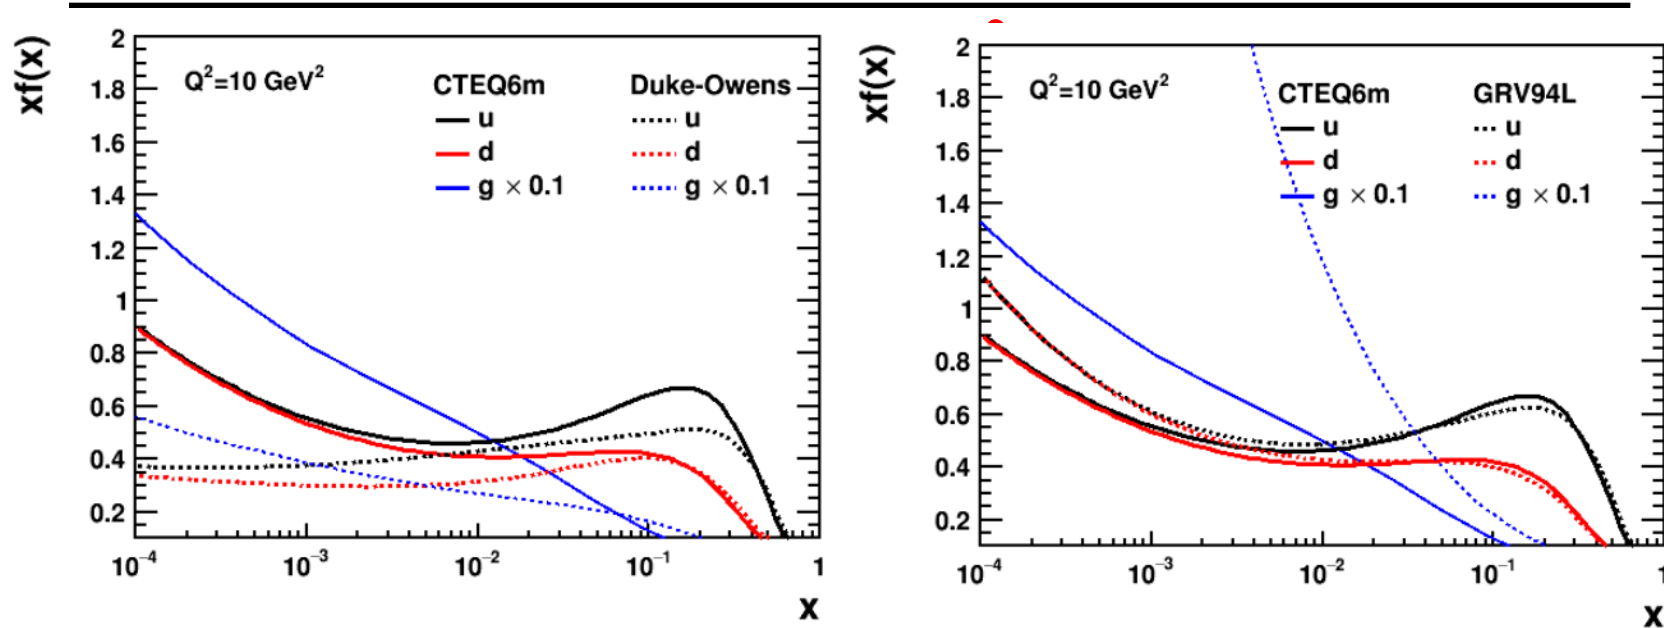 xf(x)
2
1.8
1.6
1.4
1.2
1
0.8
0.6
0.4
0.2
Q²=10 GeV²
CTEQ6m
u
d
g × 0.1
Duke-Owens
u
d
g × 0.1
10⁻⁴
10⁻³
10⁻²
10⁻¹
1
x
xf(x)
2
1.8
1.6
1.4
1.2
1
0.8
0.6
0.4
0.2
Q²=10 GeV²
CTEQ6m
u
d
g × 0.1
GRV94L
u
d
g × 0.1
10⁻⁴
10⁻³
10⁻²
10⁻¹
1
x